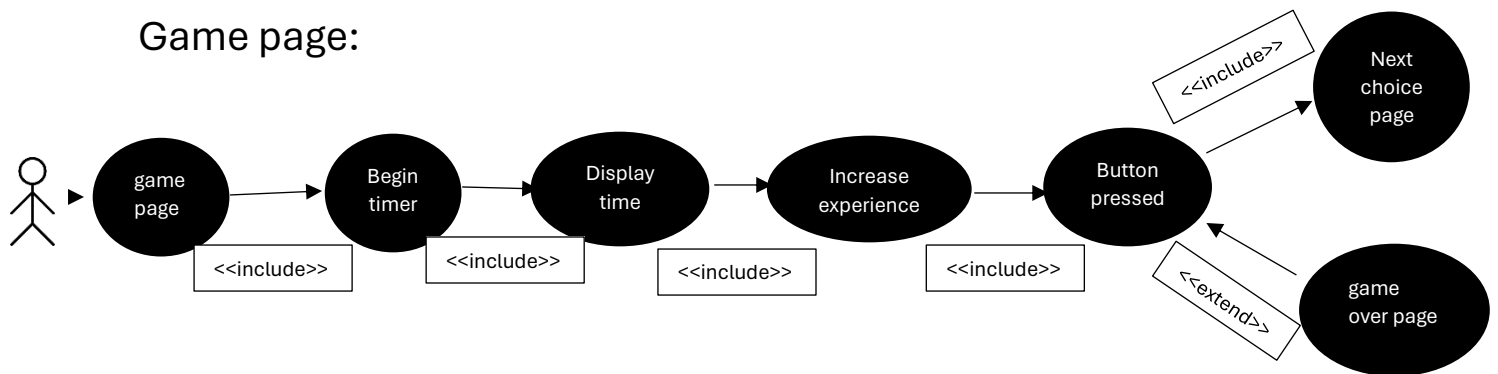 Game page:
game
page
<<include>>
Begin
timer
<<include>>
Display
time
<<include>>
Increase
experience
<<include>>
Button
pressed
<<include>>
Next
choice
page
<<extend>>
game
over page